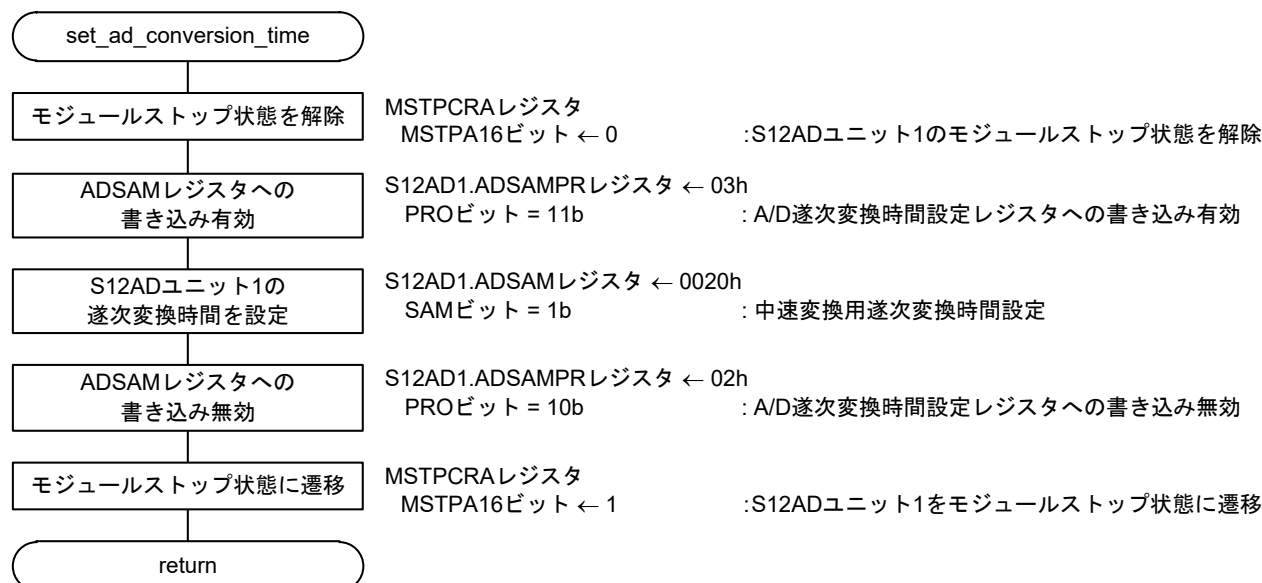 set_ad_conversion_time
モジュールストップ状態を解除
MSTPCRAレジスタ
MSTPA16ビット ← 0 :S12ADユニット1のモジュールストップ状態を解除
ADSAMレジスタへの
書き込み有効
S12AD1.ADSAMPRレジスタ ← 03h
PROビット = 11b : A/D逐次変換時間設定レジスタへの書き込み有効
S12ADユニット1の
逐次変換時間を設定
S12AD1.ADSAMレジスタ ← 0020h
SAMビット = 1b : 中速変換用逐次変換時間設定
ADSAMレジスタへの
書き込み無効
S12AD1.ADSAMPRレジスタ ← 02h
PROビット = 10b : A/D逐次変換時間設定レジスタへの書き込み無効
モジュールストップ状態に遷移
MSTPCRAレジスタ
MSTPA16ビット ← 1 :S12ADユニット1をモジュールストップ状態に遷移
return